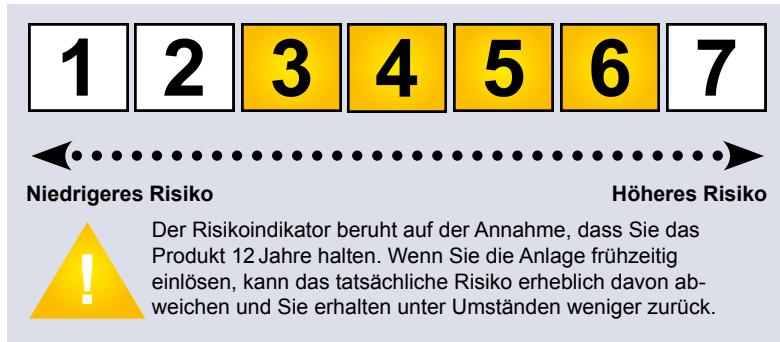 1 2 3 4 5 6 7
Niedrigeres Risiko Höheres Risiko
!
Der Risikoindikator beruht auf der Annahme, dass Sie das
Produkt 12 Jahre halten. Wenn Sie die Anlage frühzeitig
einlösen, kann das tatsächliche Risiko erheblich davon ab-
weichen und Sie erhalten unter Umständen weniger zurück.